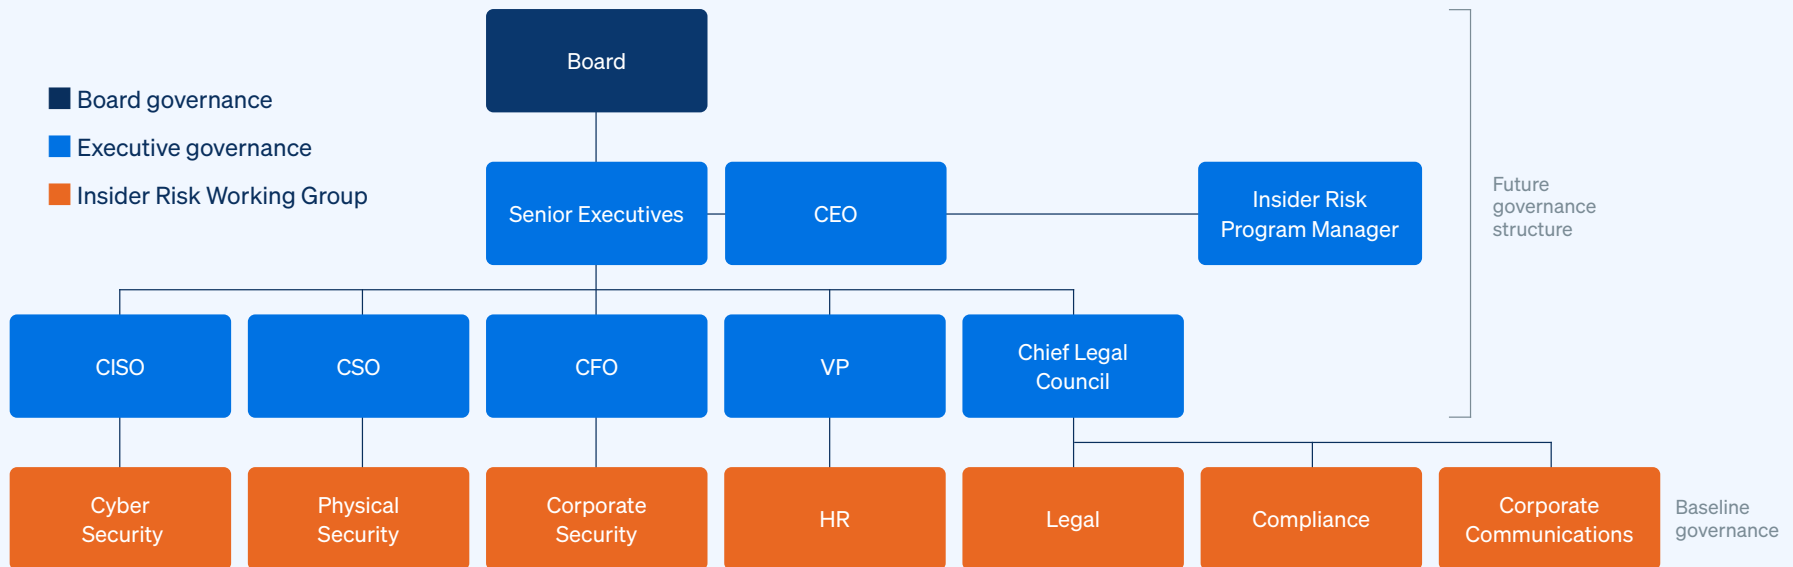 Board
Board governance
Executive governance
Insider Risk Working Group
Senior Executives
CEO
Insider Risk
Program Manager
Future
governance
structure
CISO
CSO
CFO
VP
Chief Legal
Council
Cyber
Security
Physical
Security
Corporate
Security
HR
Legal
Compliance
Corporate
Communications
Baseline
governance